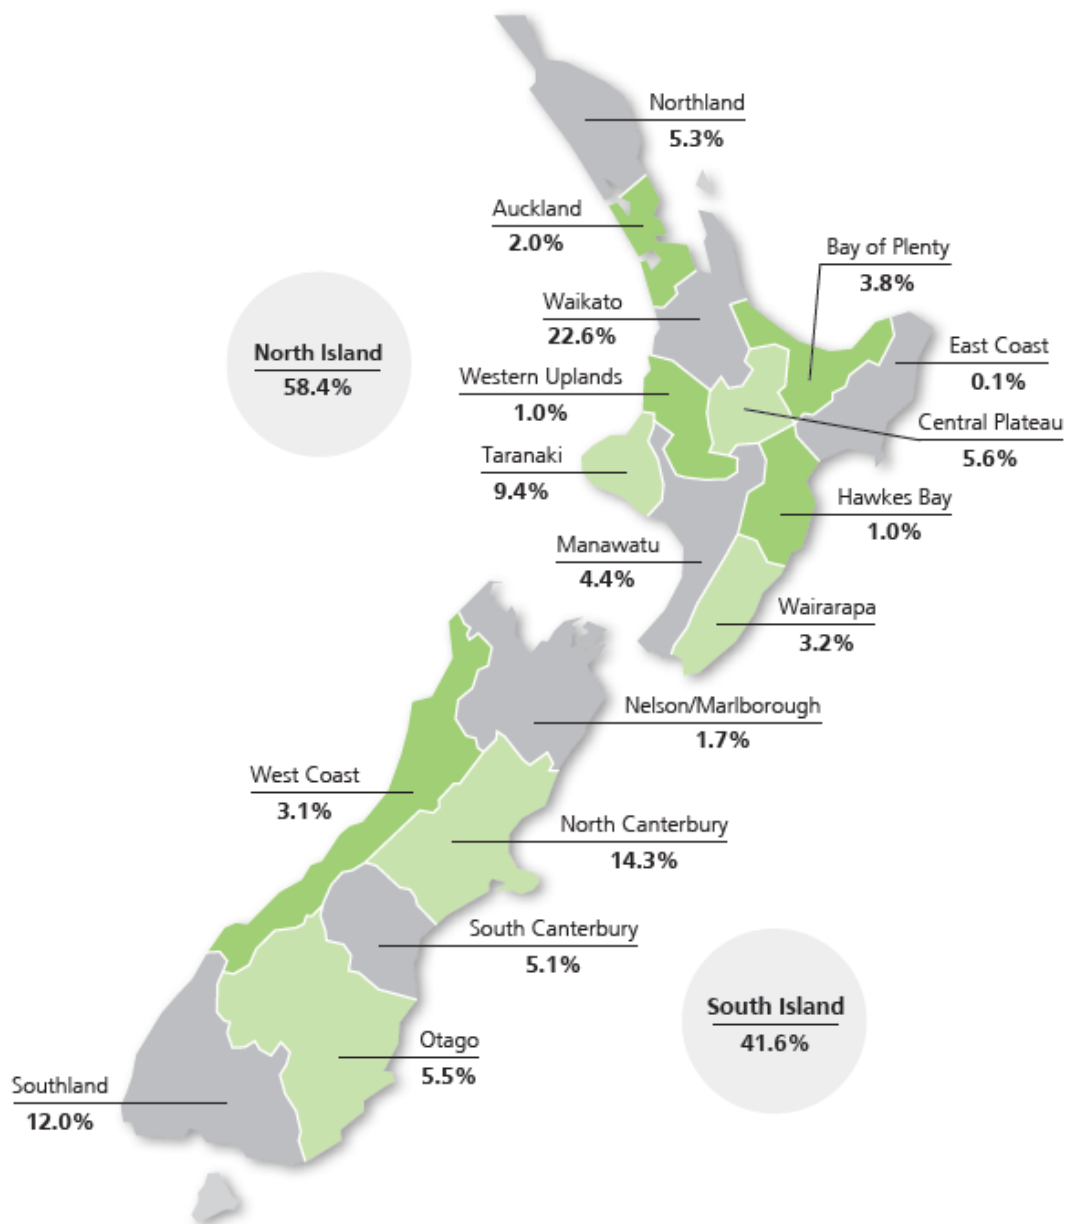 Northland
5.3%
Auckland
2.0%
Bay of Plenty
3.8%
Waikato
22.6%
North Island
58.4%
East Coast
0.1%
Western Uplands
1.0%
Central Plateau
5.6%
Taranaki
9.4%
Hawkes Bay
1.0%
Manawatu
4.4%
Wairarapa
3.2%
Nelson/Marlborough
1.7%
West Coast
3.1%
North Canterbury
14.3%
South Canterbury
5.1%
South Island
41.6%
Otago
5.5%
Southland
12.0%